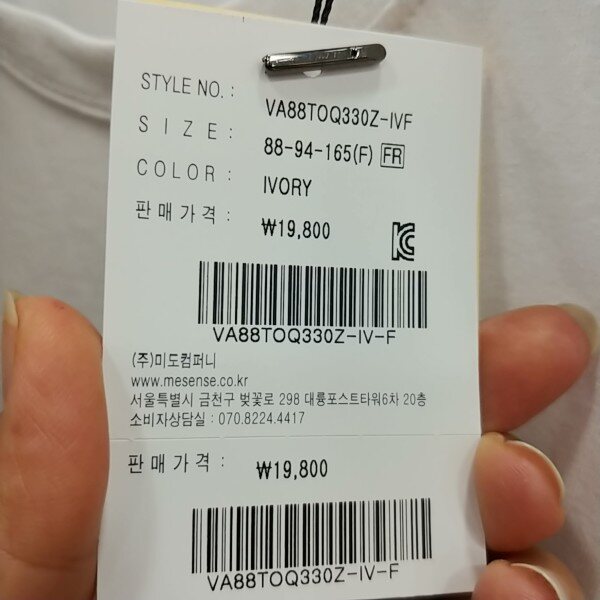 STYLE NO. : VA88TOQ330Z-IVF
SIZE : 88-94-165(F) FR
COLOR : IVORY
판매가격 : ₩19,800
VA88TOQ330Z-IV-F
(주)미도컴퍼니
www.mesense.co.kr
서울특별시 금천구 벚꽃로 298 대륭포스트타워6차 20층
소비자상담실 : 070.8224.4417
판매가격 : ₩19,800
VA88TOQ330Z-IV-F